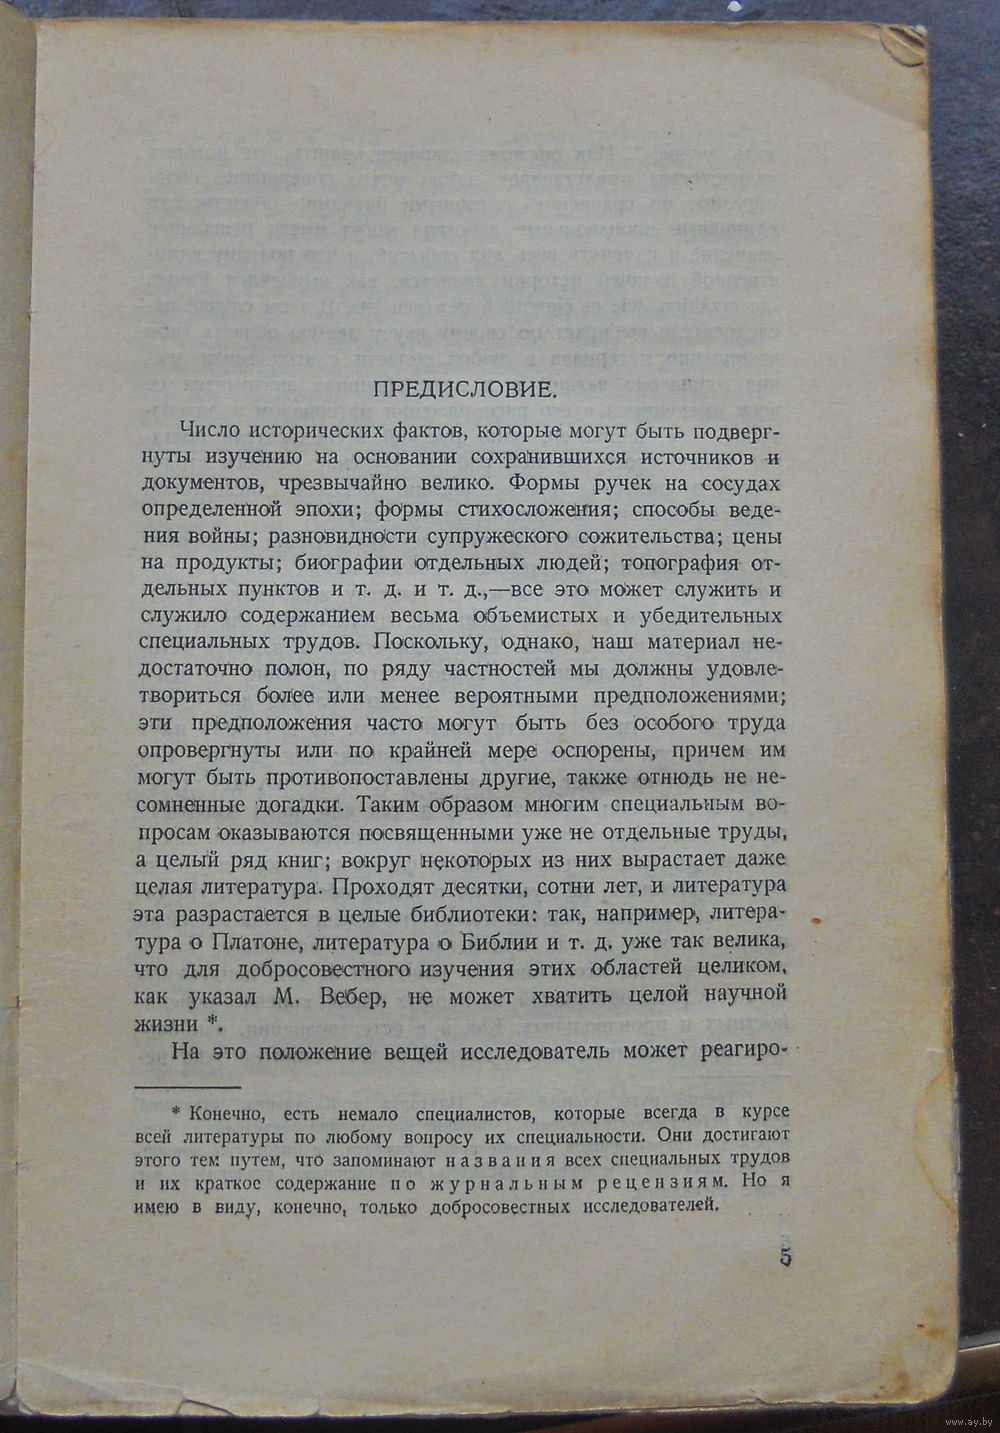 ПРЕДИСЛОВИЕ.
Число исторических фактов, которые могут быть подверг-
нуты изучению на основании сохранившихся источников и
документов, чрезвычайно велико. Формы ручек на сосудах
определенной эпохи; формы стихосложения; способы веде-
ния войны; разновидности супружеского сожительства; цены
на продукты; биографии отдельных людей; топография от-
дельных пунктов и т. д. и т. д.,—все это может служить и
служило содержанием весьма объемистых и убедительных
специальных трудов. Поскольку, однако, наш материал не-
достаточно полон, по ряду частностей мы должны удовле-
твориться более или менее вероятными предположениями;
эти предположения часто могут быть без особого труда
опровергнуты или по крайней мере оспорены, причем им
могут быть противопоставлены другие, также отнюдь не не-
сомненные догадки. Таким образом многим специальным во-
просам оказываются посвященными уже не отдельные труды,
а целый ряд книг; вокруг некоторых из них вырастает даже
целая литература. Проходят десятки, сотни лет, и литература
эта разрастается в целые библиотеки: так, например, литера-
тура о Платоне, литература о Библии и т. д. уже так велика,
что для добросовестного изучения этих областей целиком,
как указал М. Вебер, не может хватить целой научной
жизни *.
На это положение вещей исследователь может реагиро-
* Конечно, есть немало специалистов, которые всегда в курсе
всей литературы по любому вопросу их специальности. Они достигают
этого тем путем, что запоминают названия всех специальных трудов
и их краткое содержание по журнальным рецензиям. Но я
имею в виду, конечно, только добросовестных исследователей.
5
www.ay.by